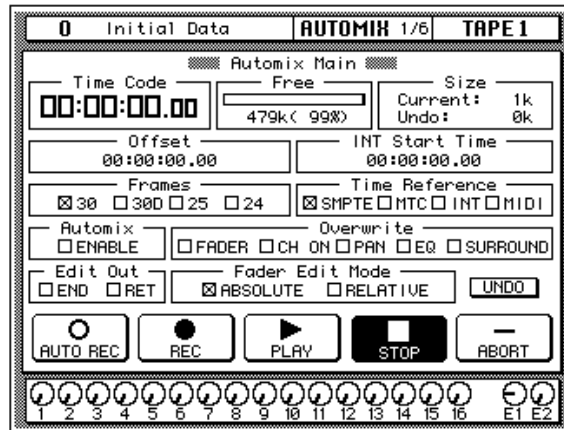 0 Initial Data AUTOMIX 1/6 TAPE1
Automix Main
Time Code Free Size
00:00:00.00 479k( 99%) Current: 1k
Undo: 0k
Offset INT Start Time
00:00:00.00 00:00:00.00
Frames Time Reference
30 30D 25 24 SMPTE MTC INT MIDI
Automix Overwrite
ENABLE FADER CH ON PAN EQ SURROUND
Edit Out Fader Edit Mode
END RET ABSOLUTE RELATIVE UNDO
AUTO REC REC PLAY STOP ABORT
1 2 3 4 5 6 7 8 9 10 11 12 13 14 15 16 E1 E2